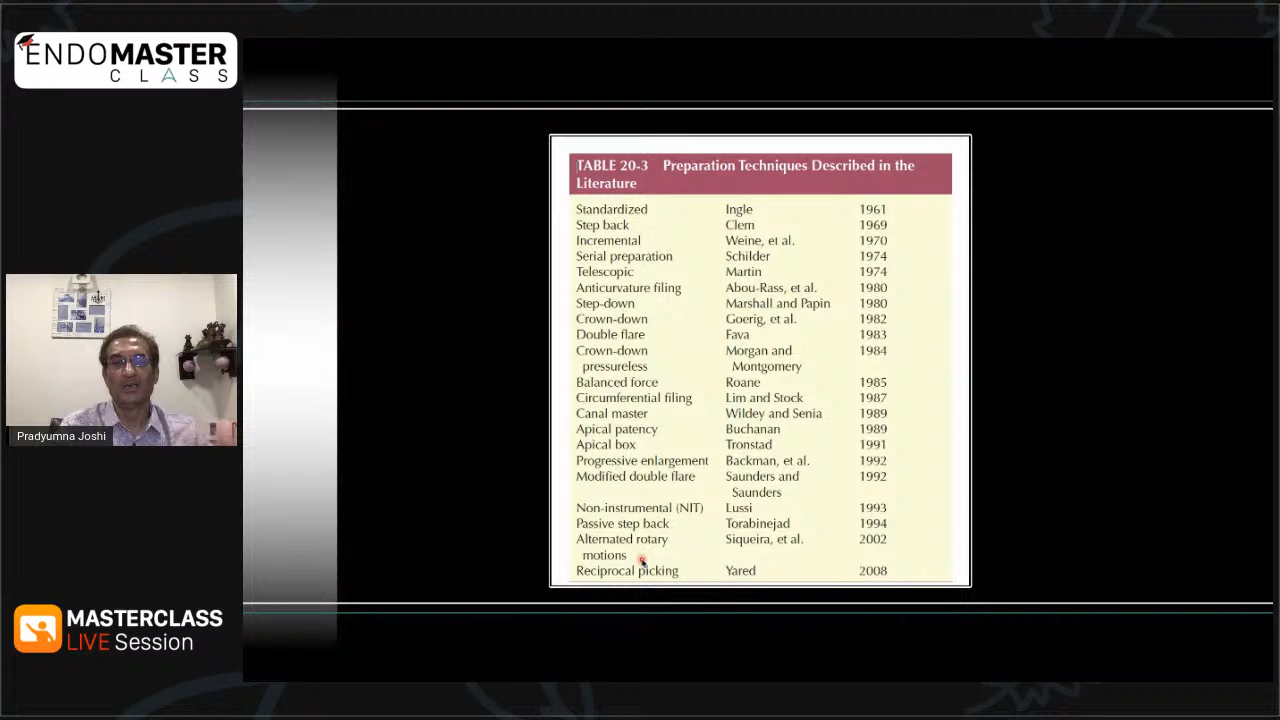 ENDOMASTER
CLASS
Pradyumna Joshi
MASTERCLASS
LIVE Session
TABLE 20-3 Preparation Techniques Described in the
Literature
Standardized Ingle 1961
Step back Clem 1969
Incremental Weine, et al. 1970
Serial preparation Schilder 1974
Telescopic Martin 1974
Anticurvature filing Abou-Rass, et al. 1980
Step-down Marshall and Papin 1980
Crown-down Goerig, et al. 1982
Double flare Fava 1983
Crown-down Morgan and 1984
pressureless Montgomery
Balanced force Roane 1985
Circumferential filing Lim and Stock 1987
Canal master Wildey and Senia 1989
Apical patency Buchanan 1989
Apical box Tronstad 1991
Progressive enlargement Backman, et al. 1992
Modified double flare Saunders and 1992
Saunders
Non-instrumental (NIT) Lussi 1993
Passive step back Torabinejad 1994
Alternated rotary Siqueira, et al. 2002
motions
Reciprocal picking Yared 2008